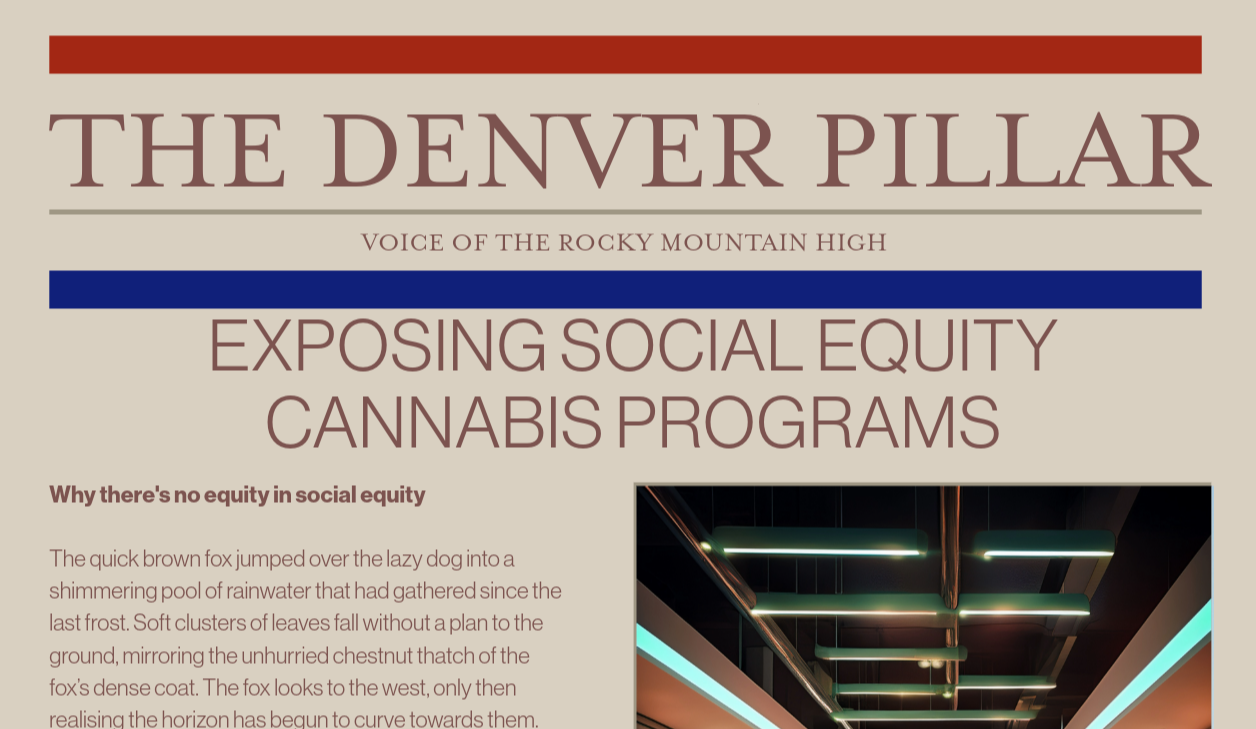 THE DENVER PILLAR
VOICE OF THE ROCKY MOUNTAIN HIGH
EXPOSING SOCIAL EQUITY
CANNABIS PROGRAMS
Why there's no equity in social equity
The quick brown fox jumped over the lazy dog into a
shimmering pool of rainwater that had gathered since the
last frost. Soft clusters of leaves fall without a plan to the
ground, mirroring the unhurried chestnut thatch of the
fox’s dense coat. The fox looks to the west, only then
realising the horizon has begun to curve towards them.